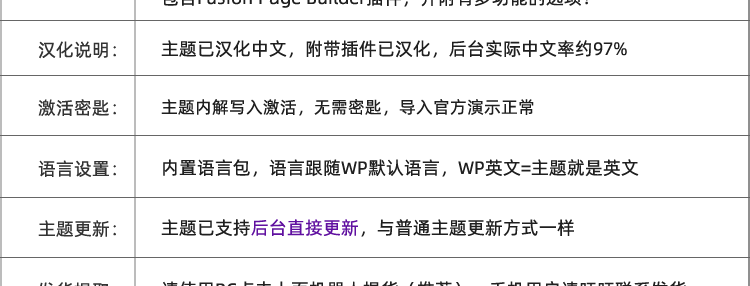 包含Fusion Page Builder插件，并附有多功能的选项！
汉化说明： 主题已汉化中文，附带插件已汉化，后台实际中文率约97%
激活密匙： 主题内解写入激活，无需密匙，导入官方演示正常
语言设置： 内置语言包，语言跟随WP默认语言，WP英文=主题就是英文
主题更新： 主题已支持后台直接更新，与普通主题更新方式一样